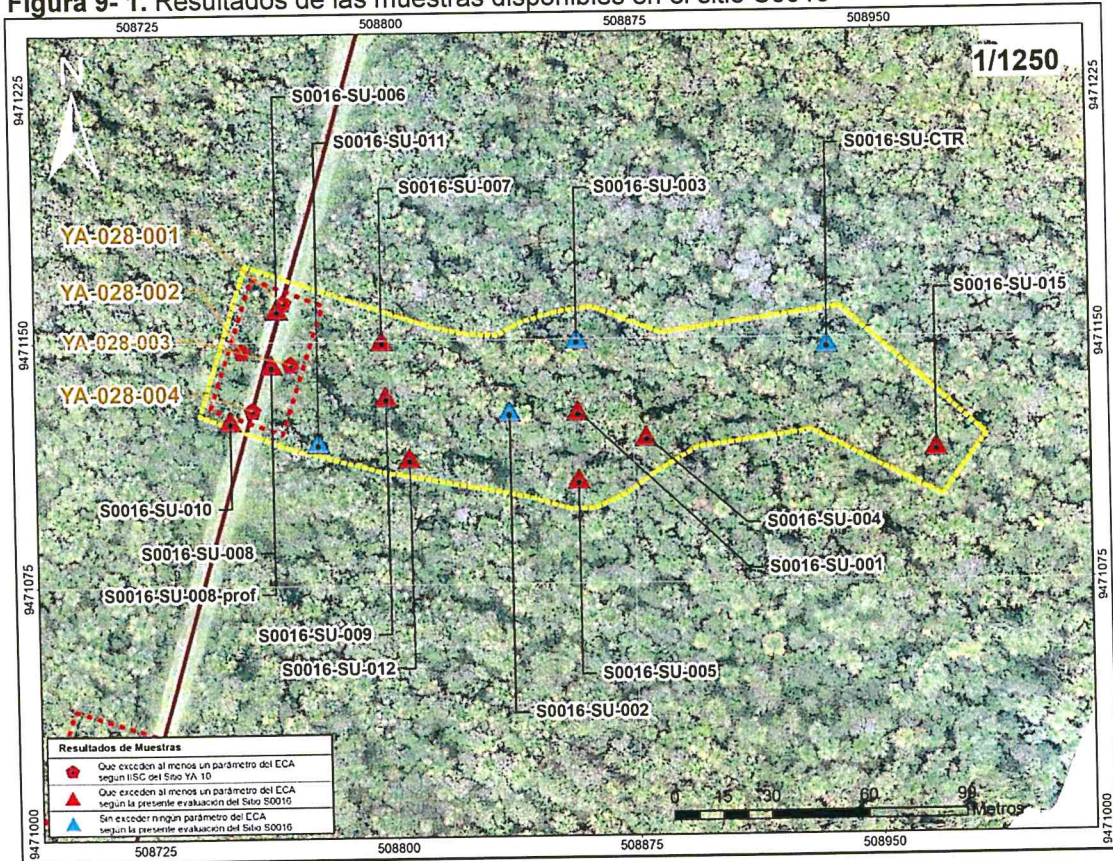 Figura 9- 1. Resultados de las muestras disponibles en el sitio S0016
508725
508800
508875
508950
1/1250
N
9471225
9471225
S0016-SU-006
S0016-SU-011
S0016-SU-007
S0016-SU-003
S0016-SU-CTR
S0016-SU-015
YA-028-001
YA-028-002
YA-028-003
YA-028-004
9471150
9471150
S0016-SU-010
S0016-SU-008
S0016-SU-008-prof
S0016-SU-009
S0016-SU-012
S0016-SU-004
S0016-SU-001
S0016-SU-005
S0016-SU-002
9471075
9471075
Resultados de Muestras
Que exceden al menos un parámetro del ECA
según IISC del Sitio YA 10
Que exceden al menos un parámetro del ECA
según la presente evaluación del Sitio S0016
Sin exceder ningún parámetro del ECA
según la presente evaluación del Sitio S0016
0 15 30 60 90
Metros
9471000
9471000
508725
508800
508875
508950